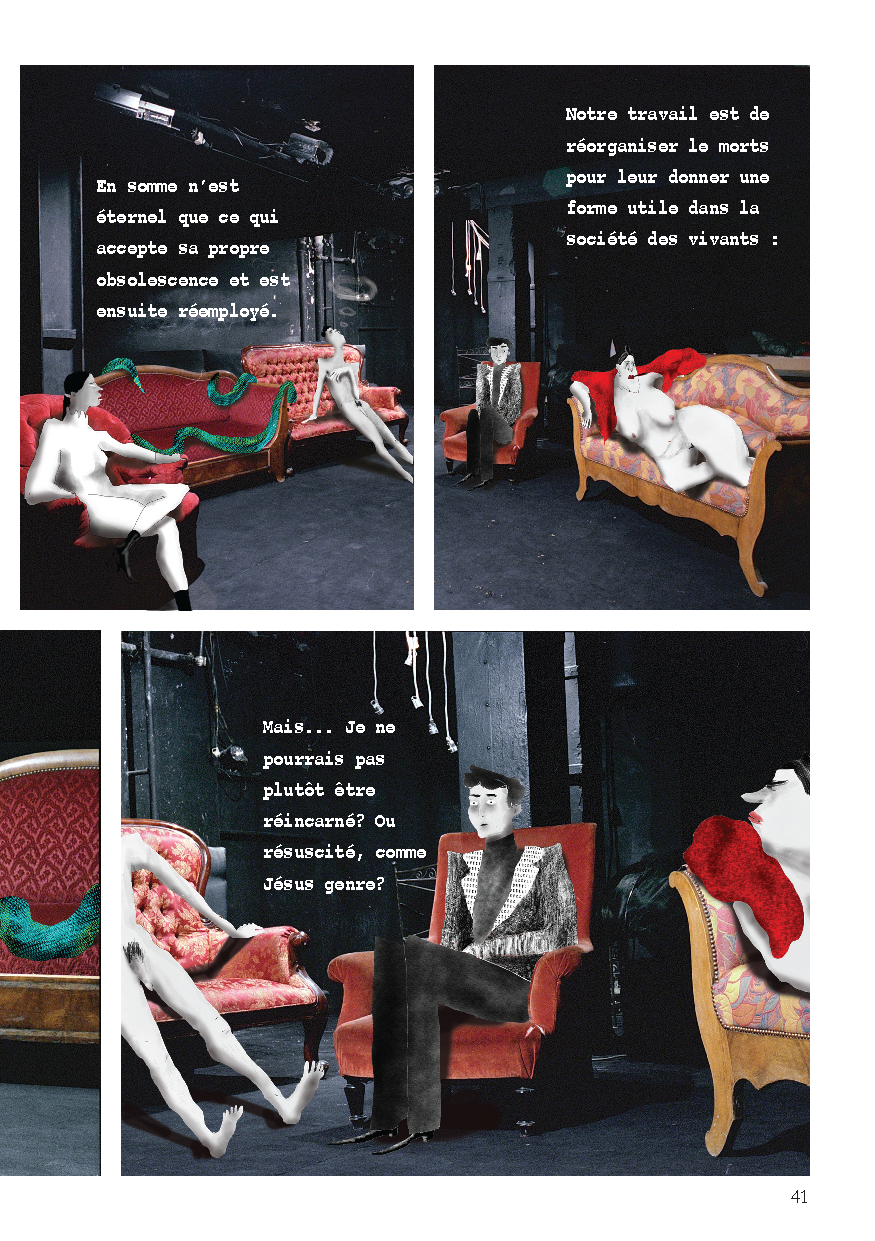 En somme n'est
éternel que ce qui
accepte sa propre
obsolescence et est
ensuite réemployé.
Notre travail est de
réorganiser le morts
pour leur donner une
forme utile dans la
société des vivants :
Mais... Je ne
pourrais pas
plutôt être
réincarné? Ou
résuscité, comme
Jésus genre?
41